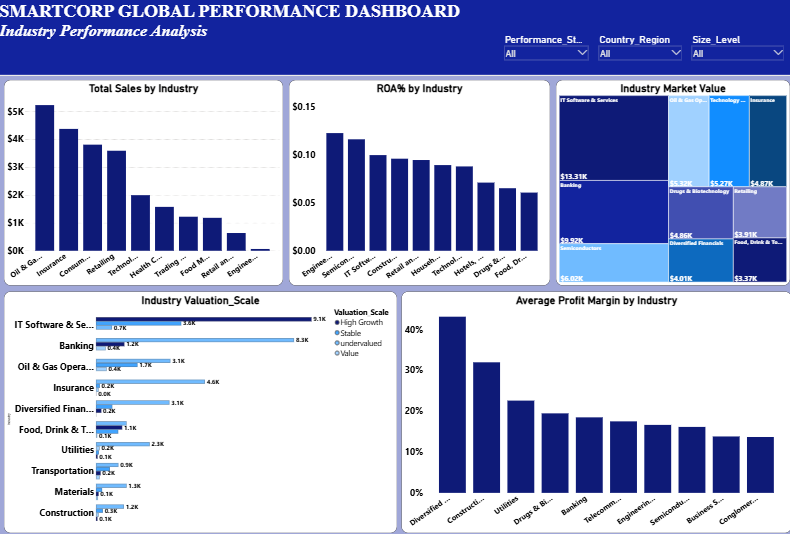 SMARTCORP GLOBAL PERFORMANCE DASHBOARD
Industry Performance Analysis
Performance_St... Country_Region Size_Level
All All All
Total Sales by Industry
$5K
$4K
$3K
$2K
$1K
$0K
Oil & Ga... Insurance Consum... Retailing Technol... Health C... Trading ... Food M... Retail an... Enginee...
ROA% by Industry
$0.15
$0.10
$0.05
$0.00
Enginee... Semicon... IT Softw... Constru... Retail an... Househ... Technol... Hotels, ... Drugs &... Food, Dr...
Industry Market Value
IT Software & Services
$13.31K
Banking
$9.92K
Semiconductors
$6.02K
Oil & Gas Op...
$5.32K
Technology ...
$5.27K
Insurance
$4.87K
Drugs & Biotechnology
$4.86K
Retailing
$3.91K
Diversified Financials
$4.01K
Food, Drink & To...
$3.37K
Industry Valuation_Scale
Valuation_Scale
High Growth
Stable
undervalued
Value
IT Software & Se... 9.1K 3.6K 0.7K
Banking 8.3K 1.2K 0.4K
Oil & Gas Opera... 3.1K 1.7K 0.4K
Insurance 4.6K 0.2K 0.0K
Diversified Finan... 3.1K 0.2K
Food, Drink & T... 1.1K 0.1K
Utilities 2.3K 0.2K 0.1K
Transportation 0.9K 0.2K
Materials 1.3K 0.1K
Construction 1.2K 0.3K 0.1K
Average Profit Margin by Industry
40%
30%
20%
10%
0%
Diversified ... Constructi... Utilities Drugs & Bi... Banking Telecomm... Engineerin... Semicondu... Business S... Conglomer...